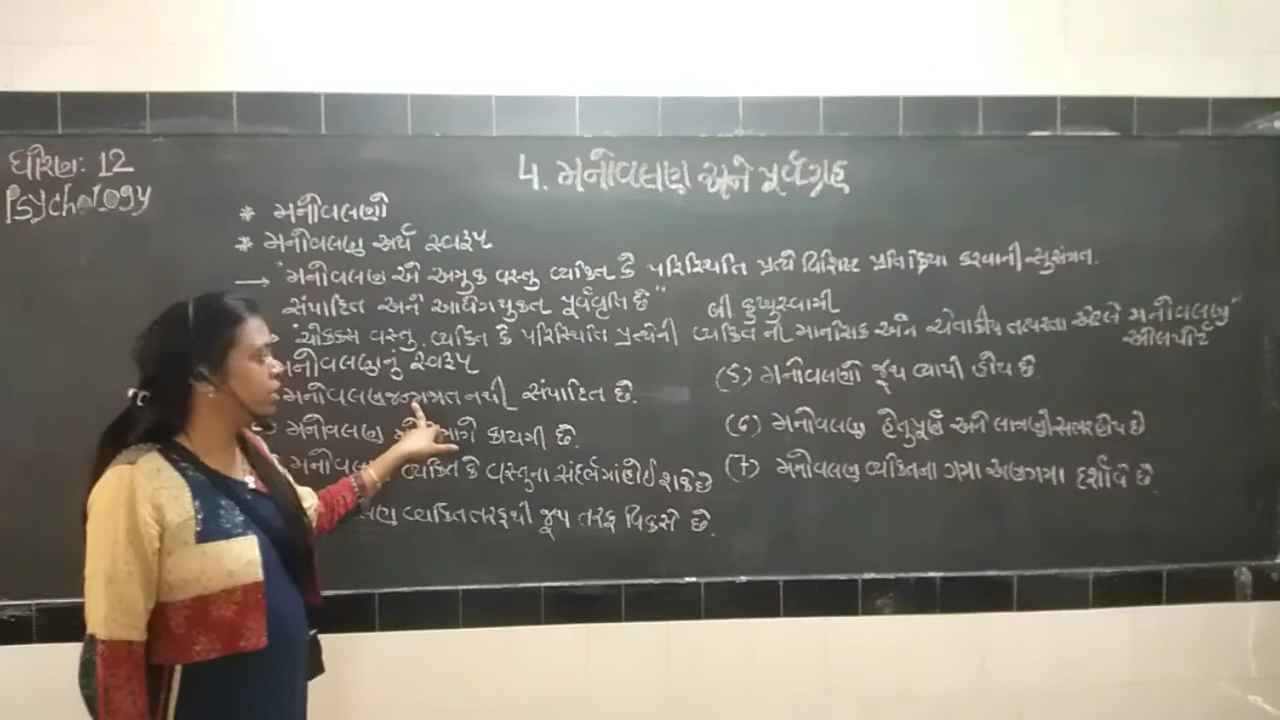 ધોરણ: 12
Psychology
4. મનોવલણ અને પૂર્વગ્રહ
* મનોવલણો
* મનોવલણ અર્થ સ્વરૂપ
→ "મનોવલણ એ અમુક વસ્તુ, વ્યક્તિ કે પરિસ્થિતિ પ્રત્યે વિશિષ્ટ પ્રતિક્રિયા કરવાની સુસંગત,
સંપાદિત અને આવેગયુક્ત પૂર્વવૃત્તિ છે" બી કુપ્પુસ્વામી
ચોક્કસ વસ્તુ, વ્યક્તિ કે પરિસ્થિતિ પ્રત્યેની વ્યક્તિ ની માનસિક અને ચેતાકીય તત્પરતા એટલે મનોવલણ"
ઓલપોર્ટ
મનોવલણનું સ્વરૂપ
મનોવલણ જન્મગત નથી સંપાદિત છે.
મનોવલણ કાયમી છે.
વ્યક્તિ કે વસ્તુના સંદર્ભમાં હોઈ શકે છે
વ્યક્તિ તરફથી જૂથ તરફ વિકસે છે.
(5) મનોવલણો જૂથ વ્યાપી હોય છે
(6) મનોવલણ હેતુપૂર્ણ અને લાગણીસભર હોય છે
(7) મનોવલણ વ્યક્તિના ગમા અણગમા દર્શાવે છે.